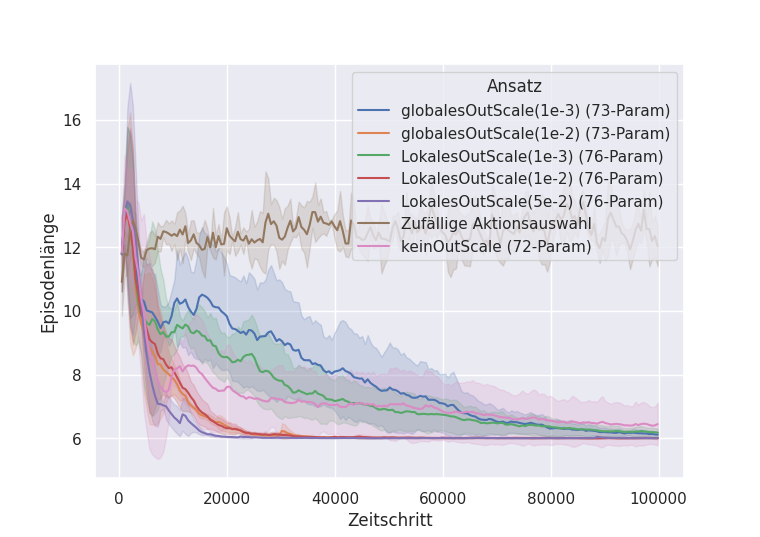 Ansatz
globalesOutScale(1e-3) (73-Param)
globalesOutScale(1e-2) (73-Param)
LokalesOutScale(1e-3) (76-Param)
LokalesOutScale(1e-2) (76-Param)
LokalesOutScale(5e-2) (76-Param)
Zufällige Aktionsauswahl
keinOutScale (72-Param)
Episodenlänge
16
14
12
10
8
6
0 20000 40000 60000 80000 100000
Zeitschritt